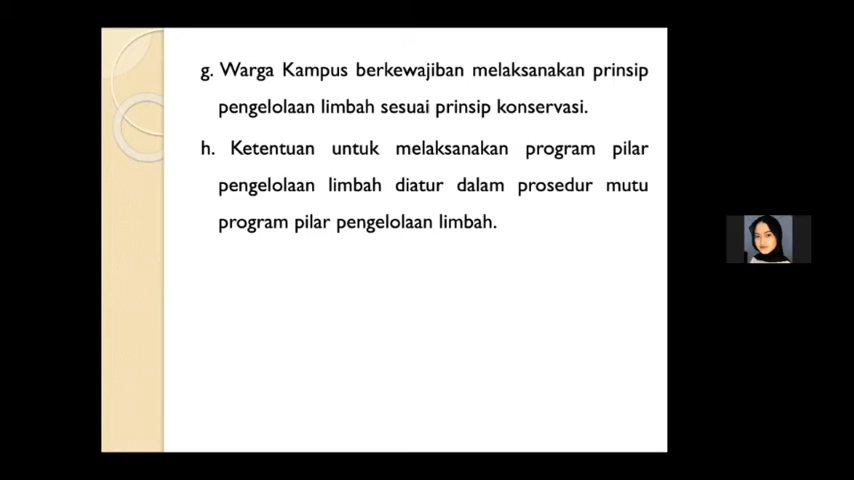 g. Warga Kampus berkewajiban melaksanakan prinsip
pengelolaan limbah sesuai prinsip konservasi.
h. Ketentuan untuk melaksanakan program pilar
pengelolaan limbah diatur dalam prosedur mutu
program pilar pengelolaan limbah.